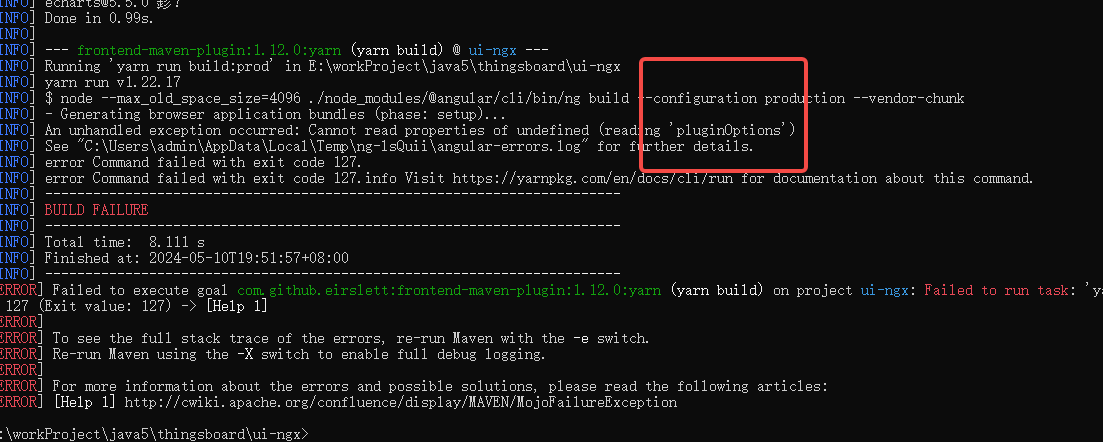 INFO] echarts@5.5.0
INFO] Done in 0.99s.
INFO]
INFO] --- frontend-maven-plugin:1.12.0:yarn (yarn build) @ ui-ngx ---
INFO] Running 'yarn run build:prod' in E:\workProject\java5\thingsboard\ui-ngx
INFO] yarn run v1.22.17
INFO] $ node --max_old_space_size=4096 ./node_modules/@angular/cli/bin/ng build --configuration production --vendor-chunk
INFO] - Generating browser application bundles (phase: setup)...
INFO] An unhandled exception occurred: Cannot read properties of undefined (reading 'pluginOptions')
INFO] See "C:\Users\admin\AppData\Local\Temp\ng-lsQuii\angular-errors.log" for further details.
INFO] error Command failed with exit code 127.
INFO] error Command failed with exit code 127.info Visit https://yarnpkg.com/en/docs/cli/run for documentation about this command.
INFO] ------------------------------------------------------------------------
INFO] BUILD FAILURE
INFO] ------------------------------------------------------------------------
INFO] Total time:  8.111 s
INFO] Finished at: 2024-05-10T19:51:57+08:00
INFO] ------------------------------------------------------------------------
ERROR] Failed to execute goal com.github.eirslett:frontend-maven-plugin:1.12.0:yarn (yarn build) on project ui-ngx: Failed to run task: 'ya
127 (Exit value: 127) -> [Help 1]
ERROR]
ERROR] To see the full stack trace of the errors, re-run Maven with the -e switch.
ERROR] Re-run Maven using the -X switch to enable full debug logging.
ERROR]
ERROR] For more information about the errors and possible solutions, please read the following articles:
ERROR] [Help 1] http://cwiki.apache.org/confluence/display/MAVEN/MojoFailureException
:\workProject\java5\thingsboard\ui-ngx>